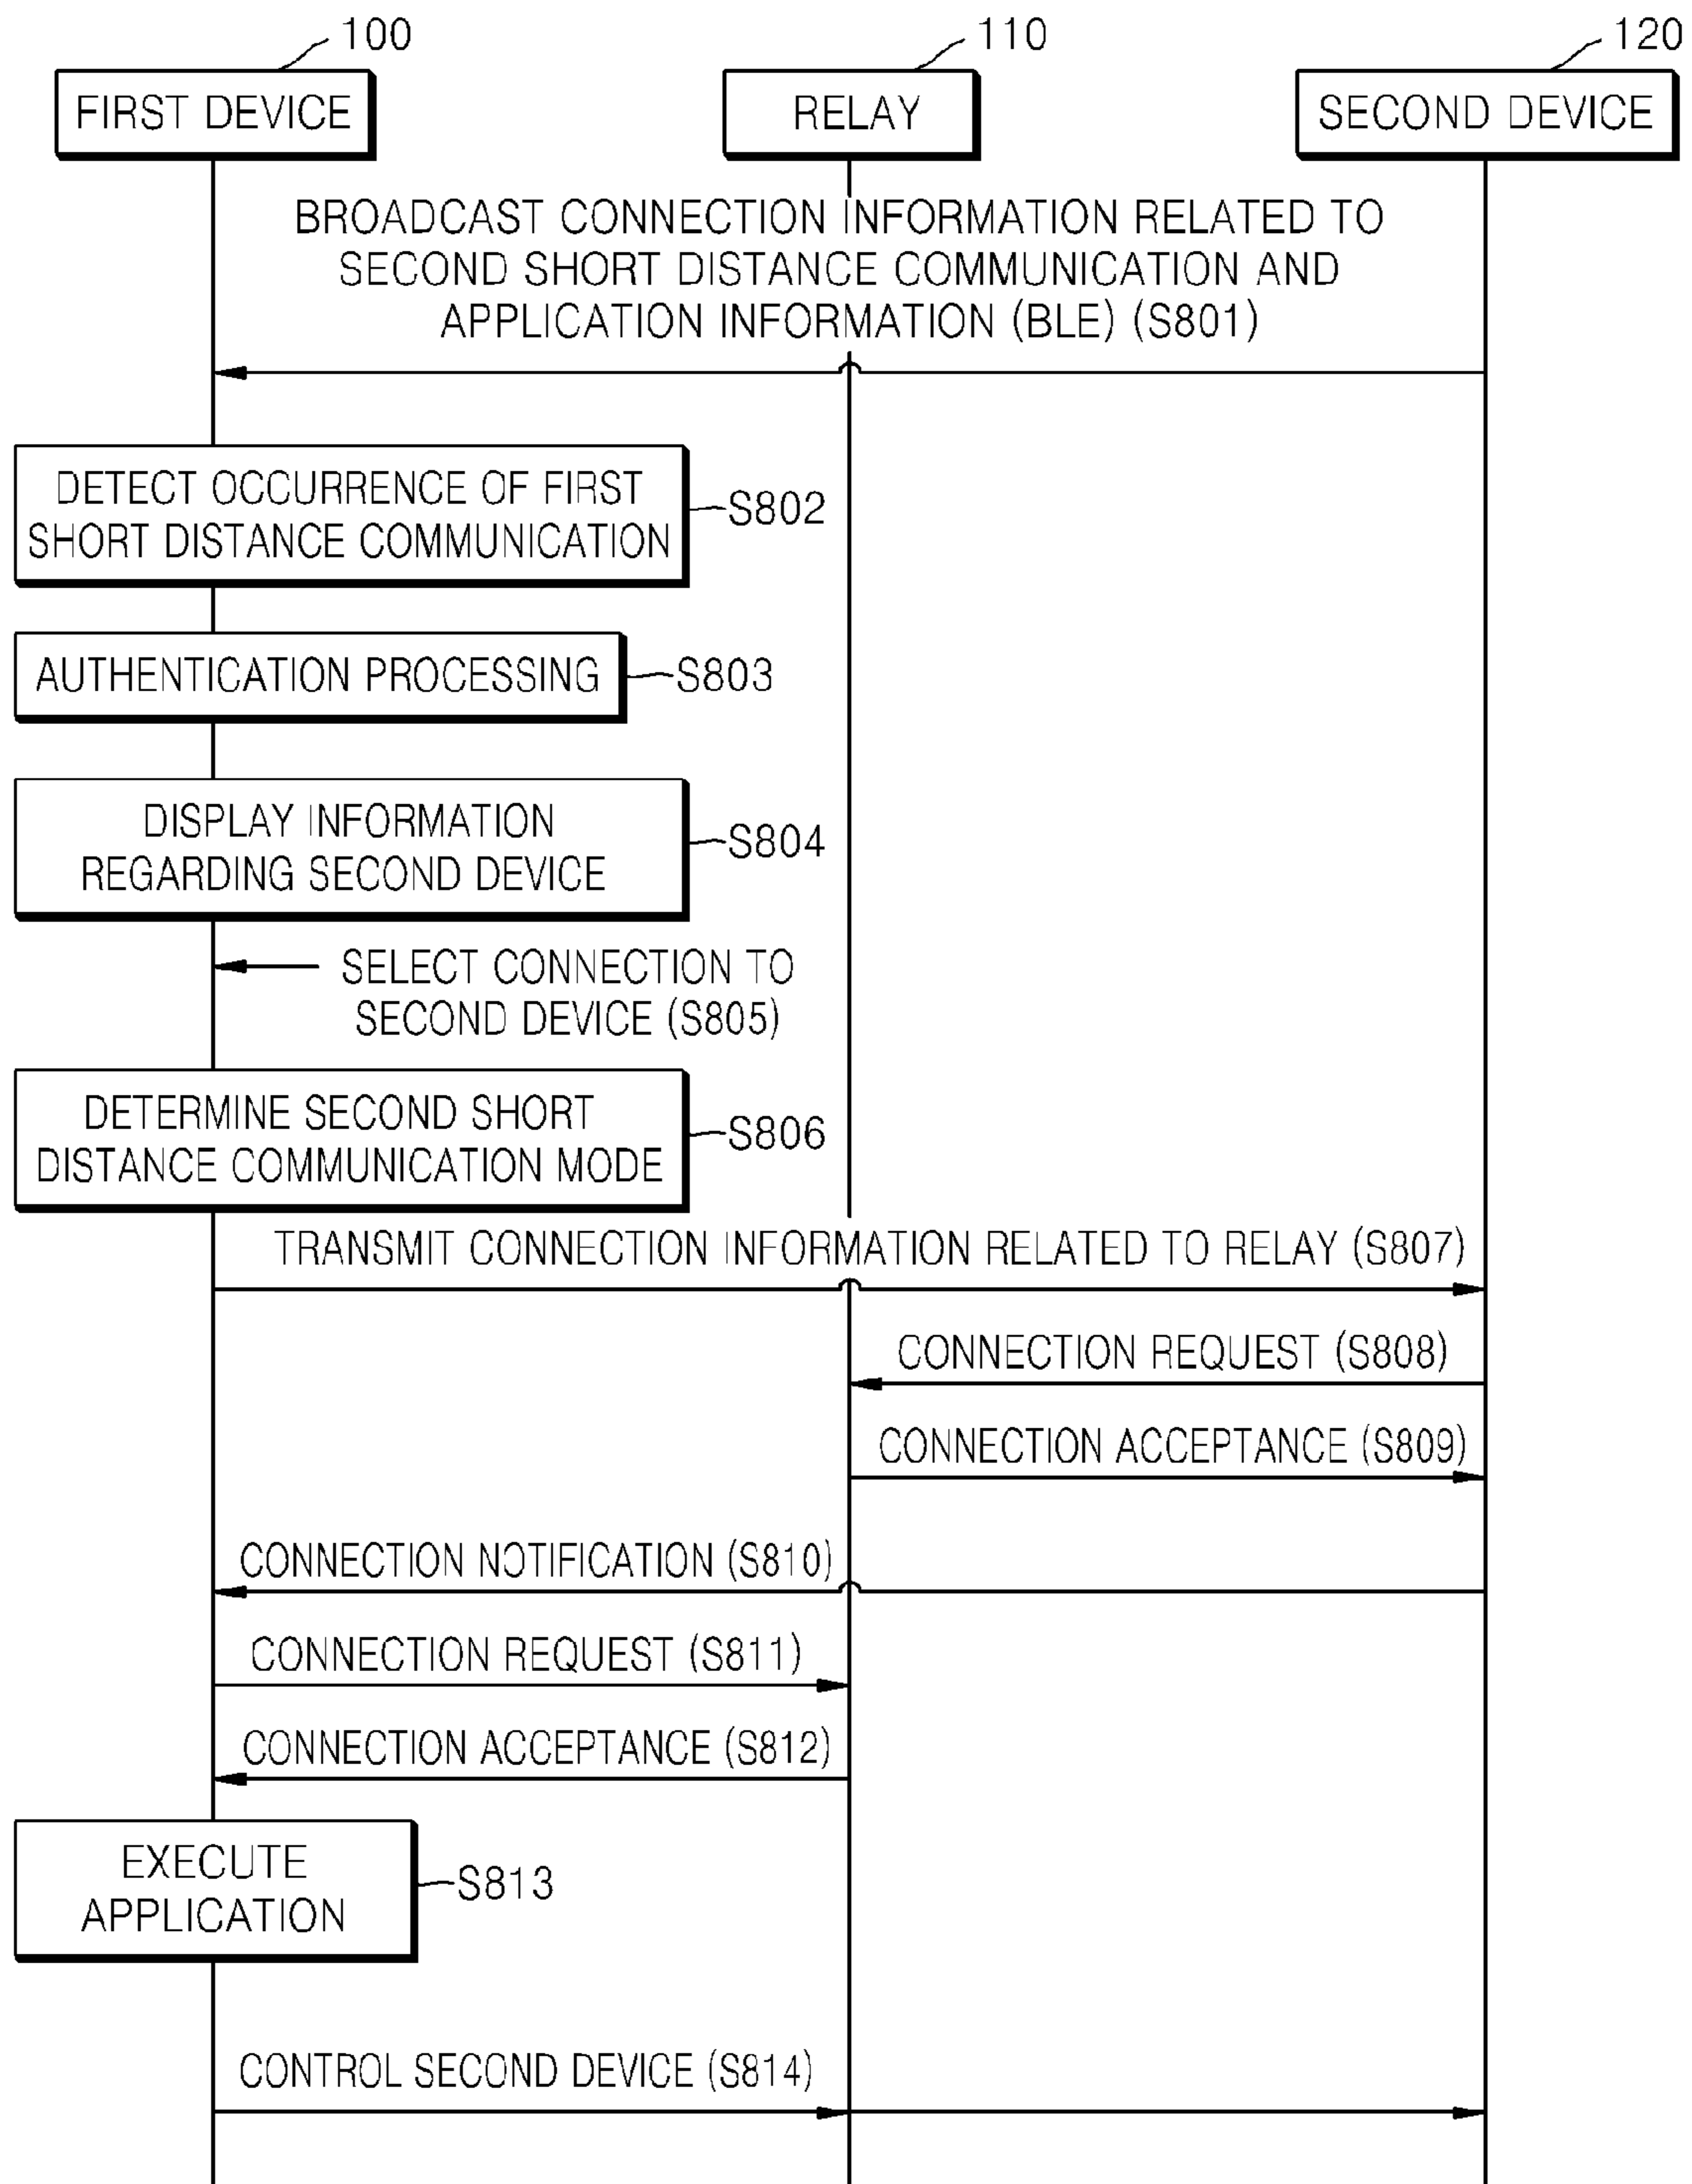 100
110
120
FIRST DEVICE
RELAY
SECOND DEVICE
BROADCAST CONNECTION INFORMATION RELATED TO
SECOND SHORT DISTANCE COMMUNICATION AND
APPLICATION INFORMATION (BLE) (S801)
DETECT OCCURRENCE OF FIRST
SHORT DISTANCE COMMUNICATION
S802
AUTHENTICATION PROCESSING
S803
DISPLAY INFORMATION
REGARDING SECOND DEVICE
S804
SELECT CONNECTION TO
SECOND DEVICE (S805)
DETERMINE SECOND SHORT
DISTANCE COMMUNICATION MODE
S806
TRANSMIT CONNECTION INFORMATION RELATED TO RELAY (S807)
CONNECTION REQUEST (S808)
CONNECTION ACCEPTANCE (S809)
CONNECTION NOTIFICATION (S810)
CONNECTION REQUEST (S811)
CONNECTION ACCEPTANCE (S812)
EXECUTE
APPLICATION
S813
CONTROL SECOND DEVICE (S814)